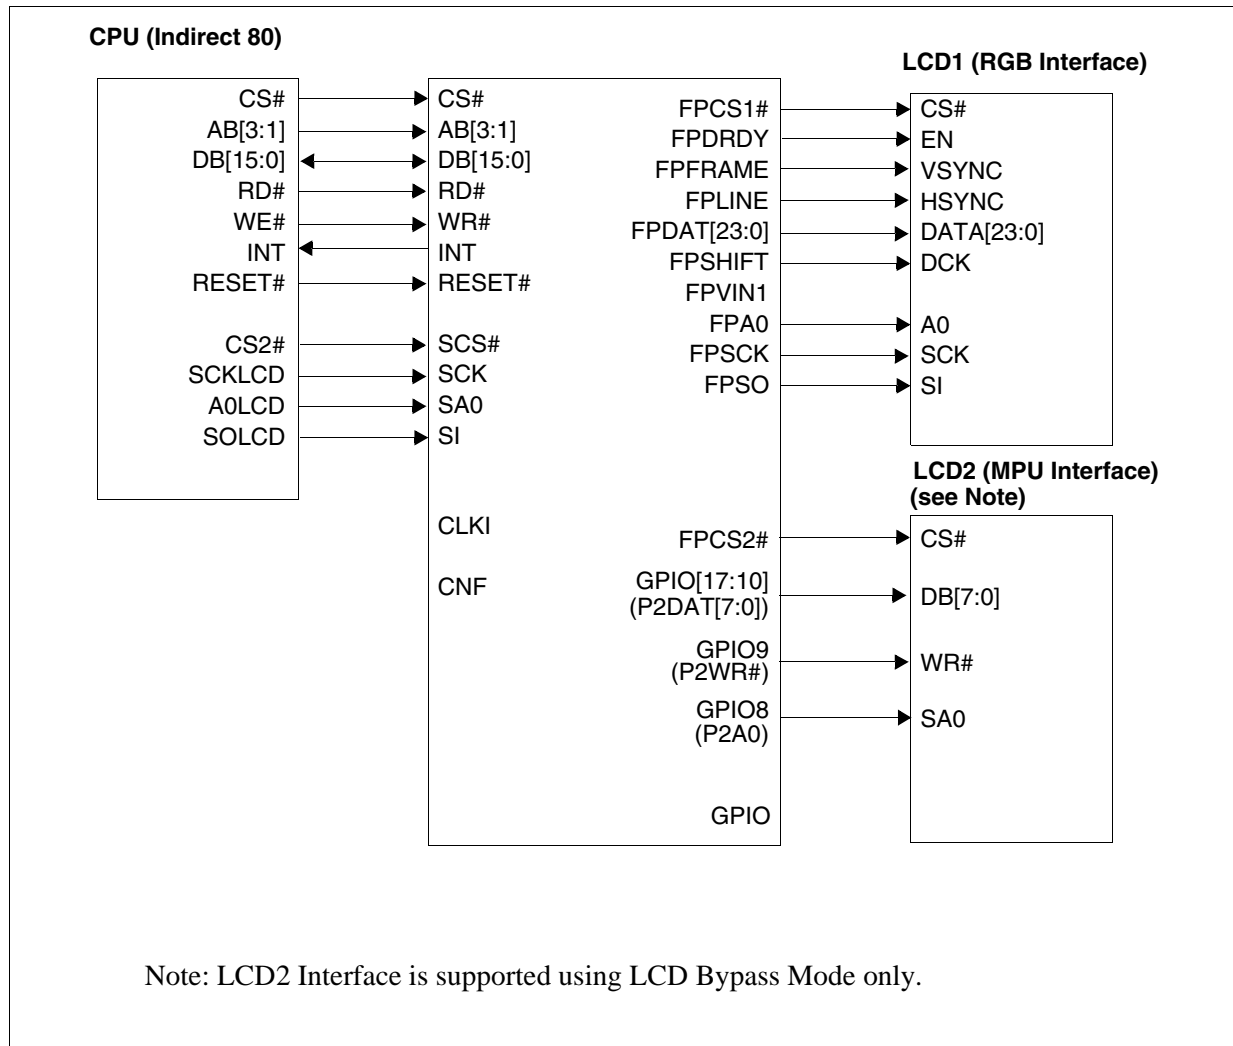 CPU (Indirect 80)
CS#
AB[3:1]
DB[15:0]
RD#
WE#
INT
RESET#
CS2#
SCKLCD
A0LCD
SOLCD
CS#
AB[3:1]
DB[15:0]
RD#
WR#
INT
RESET#
SCS#
SCK
SA0
SI
CLKI
CNF
FPCS1#
FPDRDY
FPFRAME
FPLINE
FPDAT[23:0]
FPSHIFT
FPVIN1
FPA0
FPSCK
FPSO
FPCS2#
GPIO[17:10]
(P2DAT[7:0])
GPIO9
(P2WR#)
GPIO8
(P2A0)
GPIO
LCD1 (RGB Interface)
CS#
EN
VSYNC
HSYNC
DATA[23:0]
DCK
A0
SCK
SI
LCD2 (MPU Interface)
(see Note)
CS#
DB[7:0]
WR#
SA0
Note: LCD2 Interface is supported using LCD Bypass Mode only.